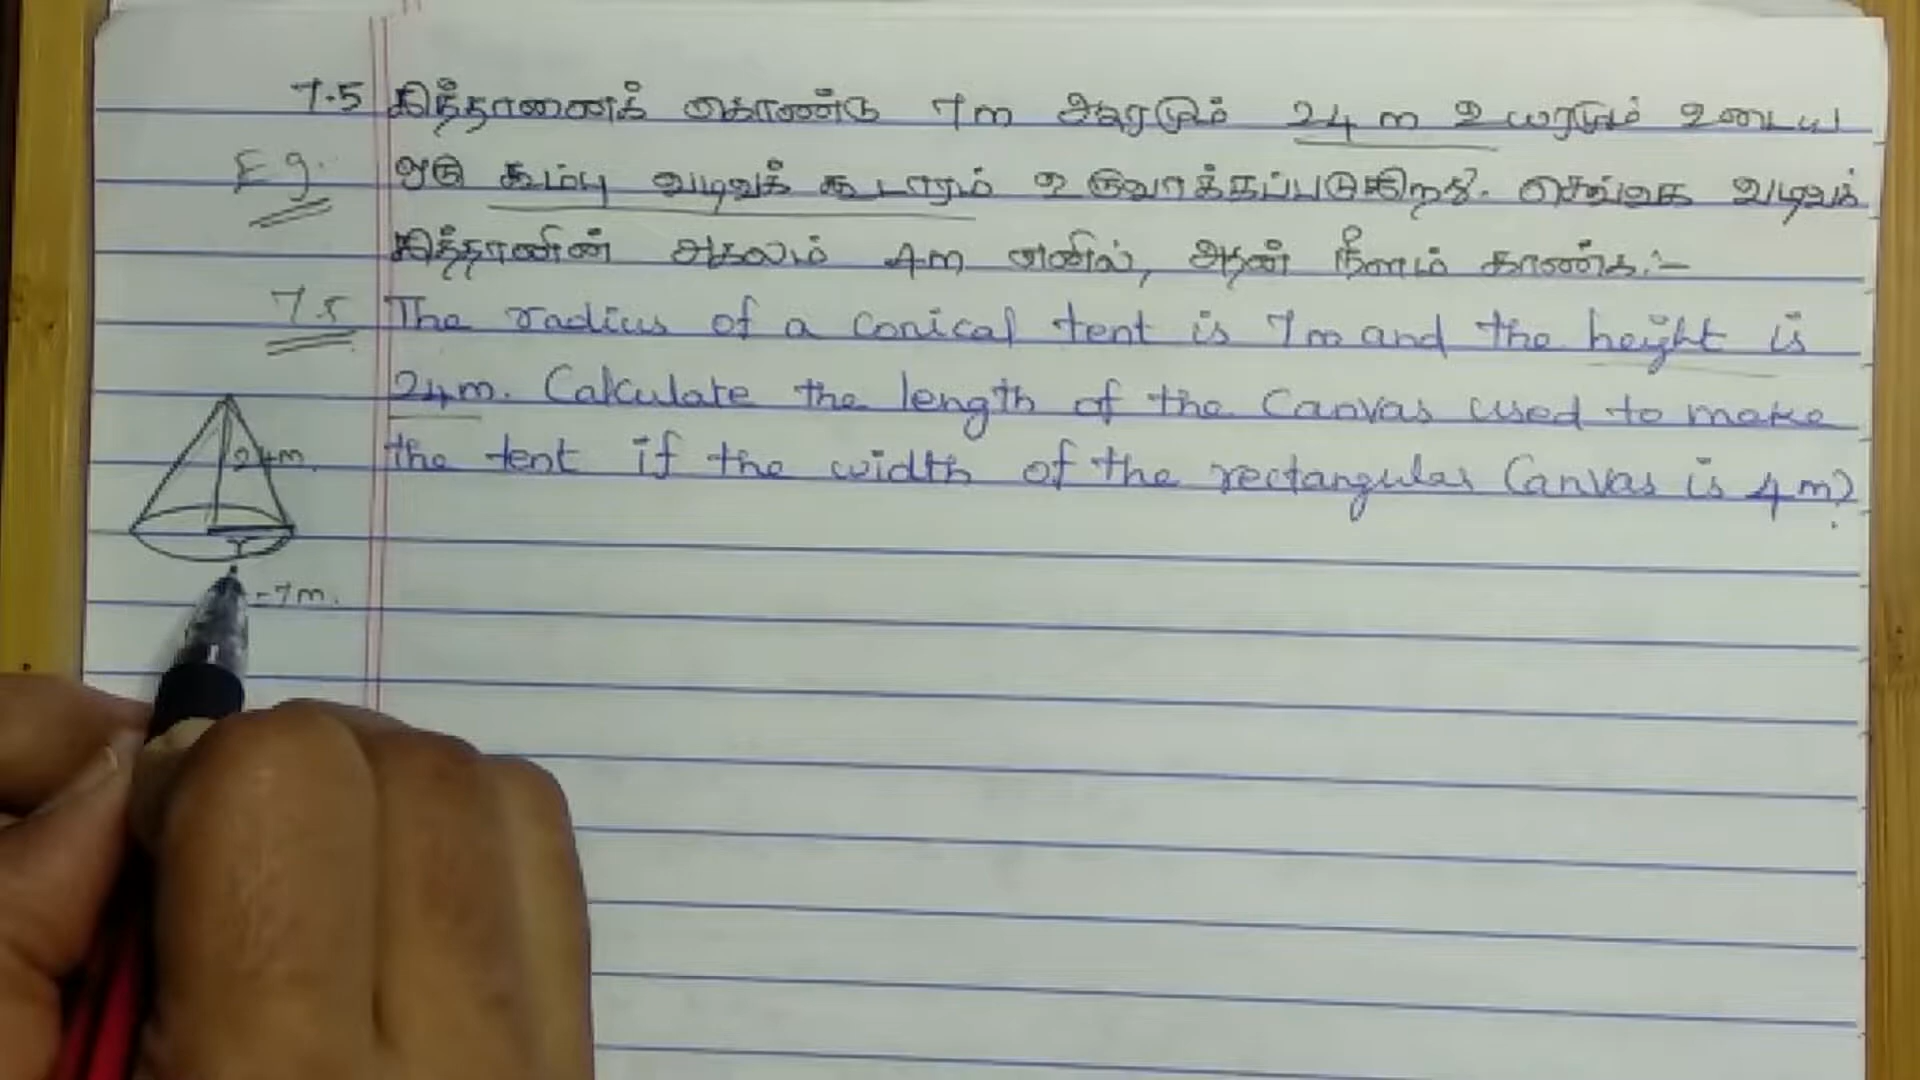 7.5 கித்தானைக் கொண்டு 7m ஆரமும் 24 m உயரமும் உடைய
Eg. ஒரு கூம்பு வடிவக் கூடாரம் உருவாக்கப்படுகிறது. செவ்வக வடிவக்
கித்தானின் அகலம் 4m எனில், அதன் நீளம் காண்க:-
7.5 The radius of a conical tent is 7m and the height is
24m. Calculate the length of the Canvas used to make
the tent if the width of the rectangular Canvas is 4m?
24m.
r
-7m.